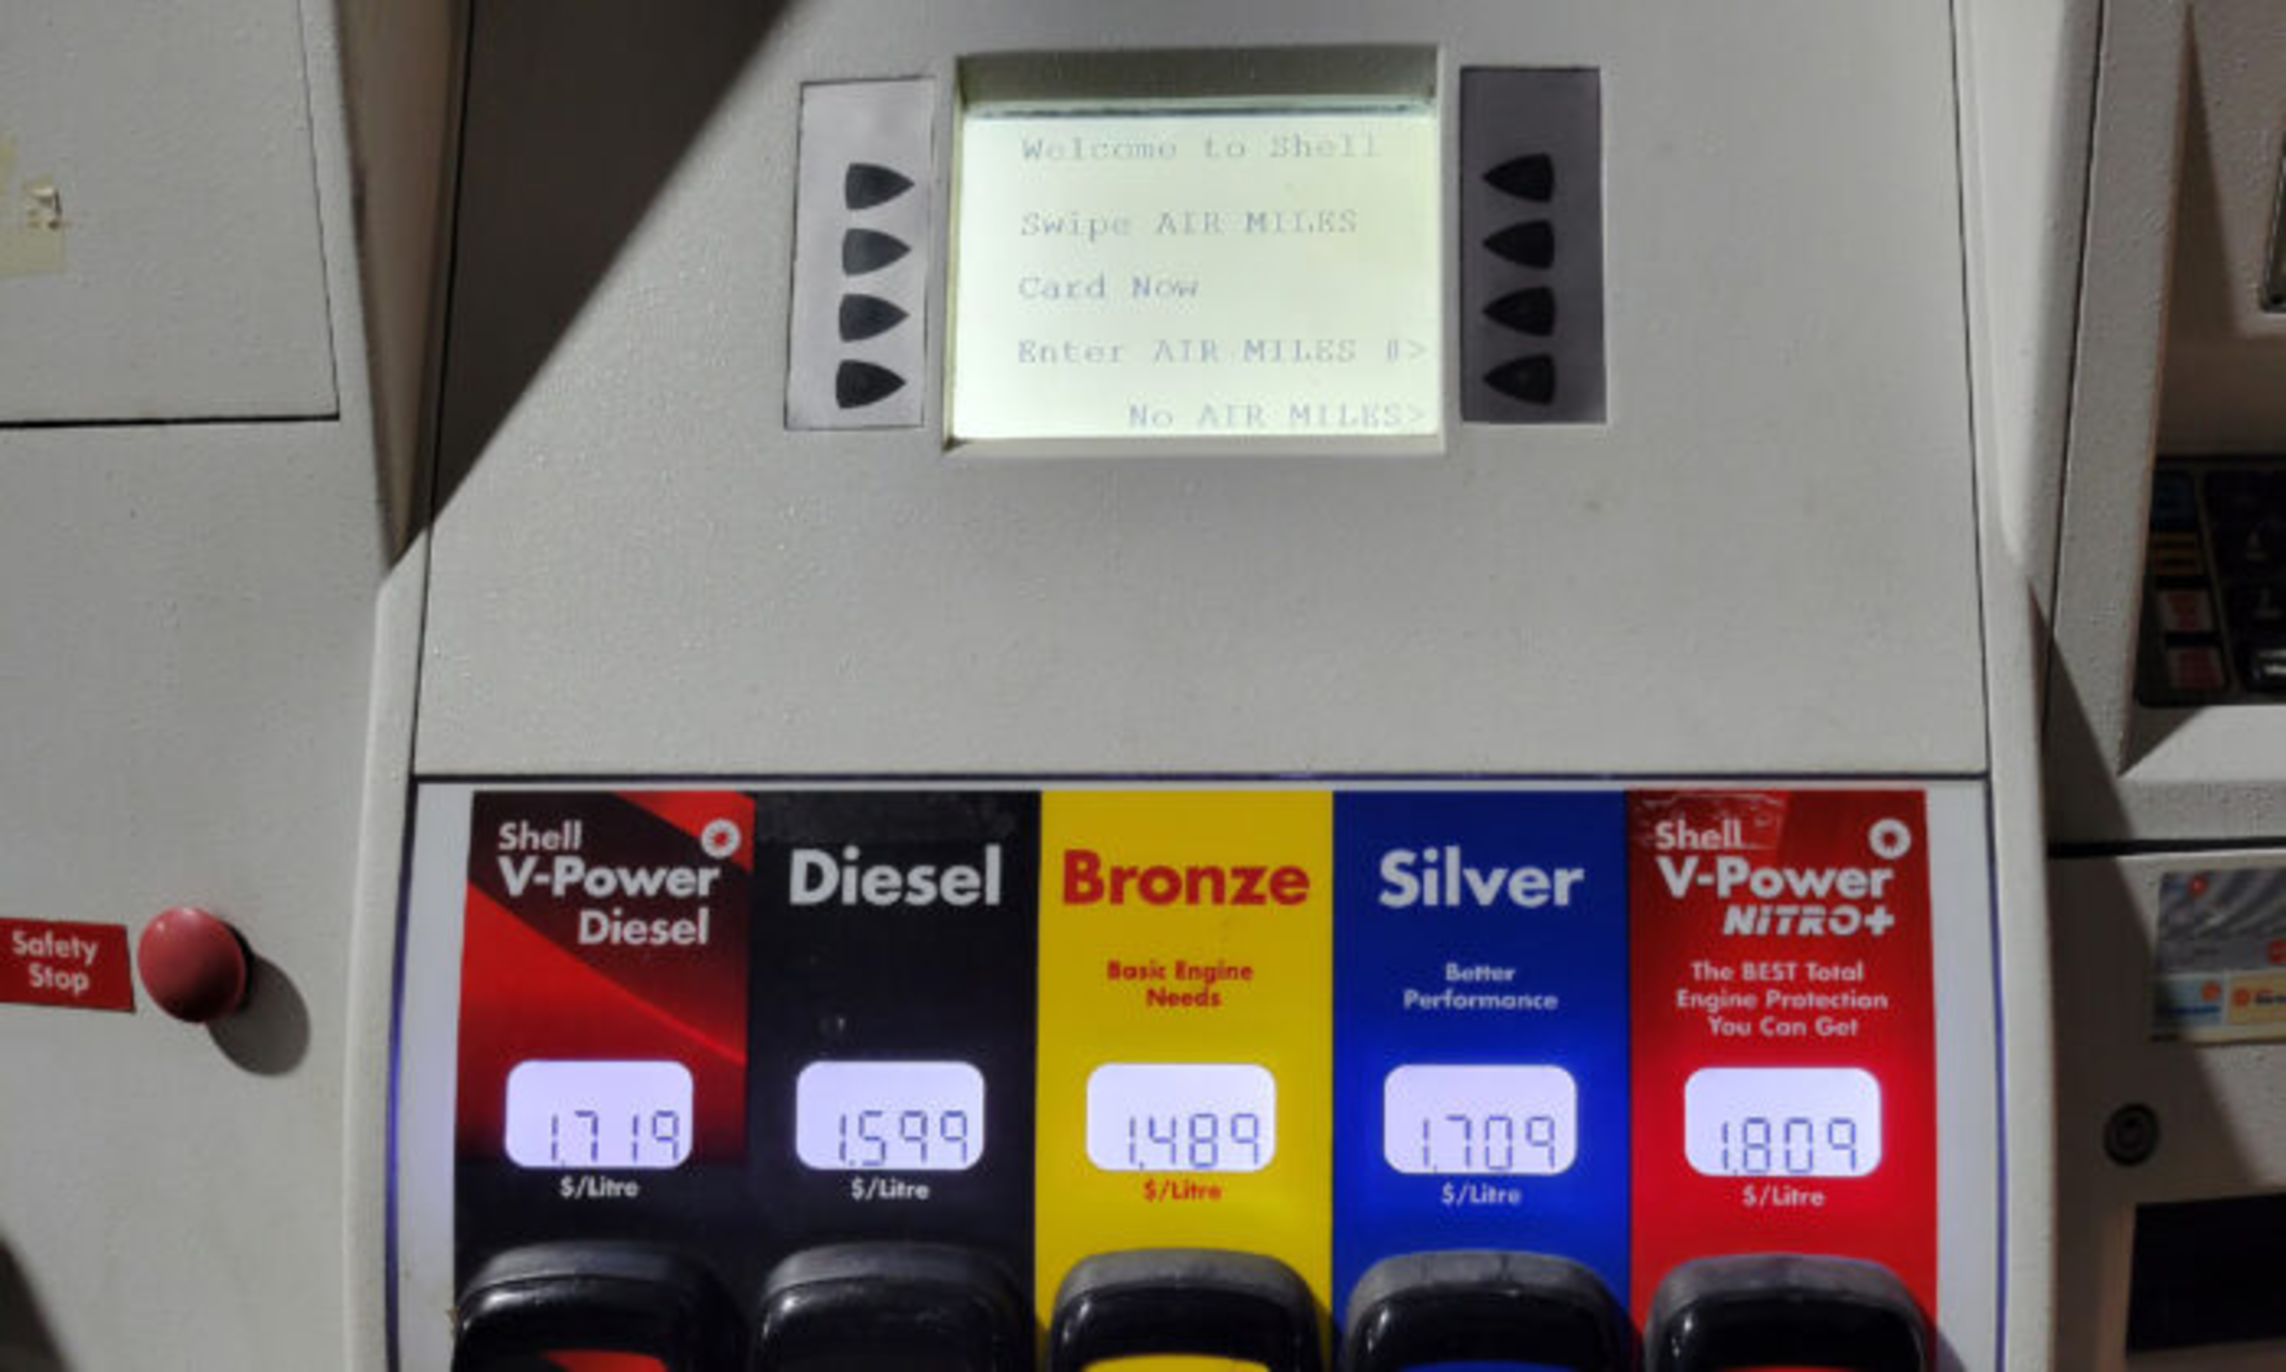 Welcome to Shell
Swipe AIR MILES
Card Now
Enter AIR MILES #>
No AIR MILES>
Safety
Stop
Shell
V-Power
Diesel
1.719
$/Litre
Diesel
1.599
$/Litre
Bronze
Basic Engine
Needs
1.489
$/Litre
Silver
Better
Performance
1.709
$/Litre
Shell
V-Power
NiTRO+
The BEST Total
Engine Protection
You Can Get
1.809
$/Litre